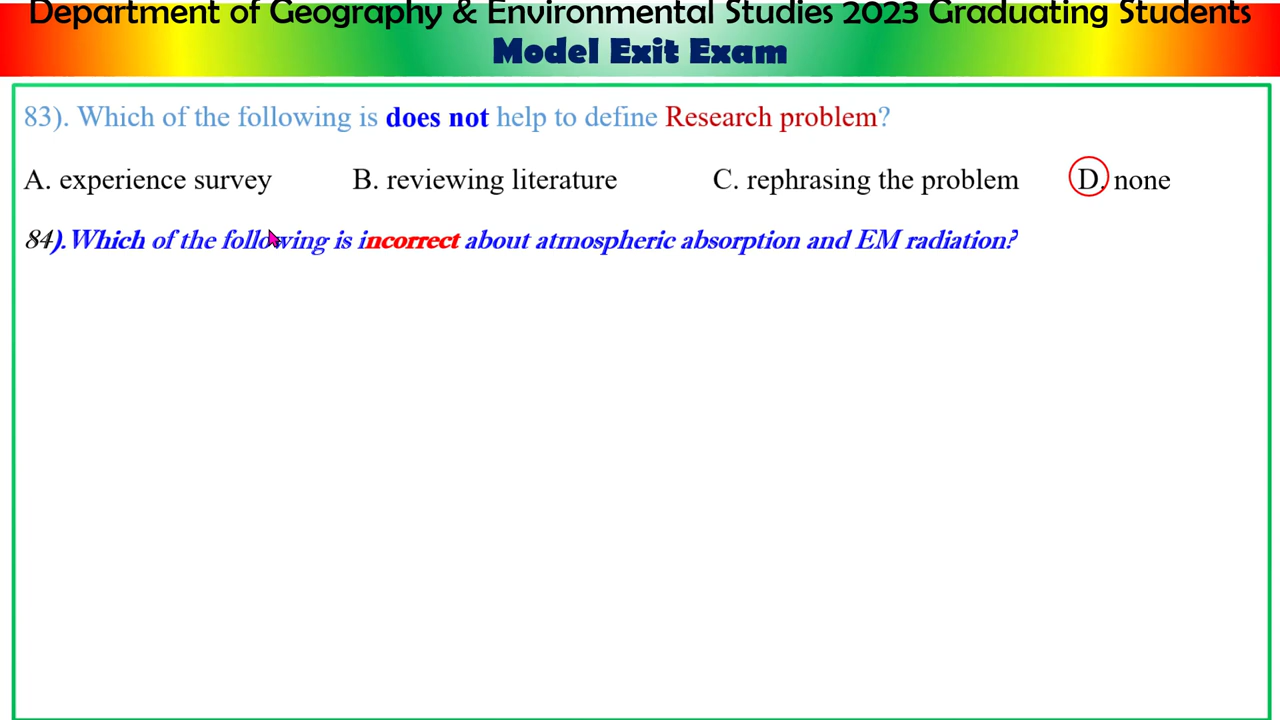 Department of Geography & Environmental Studies 2023 Graduating Students
Model Exit Exam
83). Which of the following is does not help to define Research problem?
A. experience survey B. reviewing literature C. rephrasing the problem D. none
84). Which of the following is incorrect about atmospheric absorption and EM radiation?